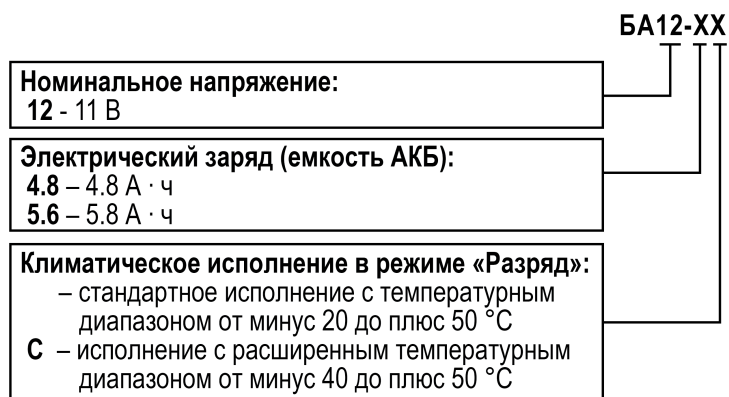 БА12-ХХ
Номинальное напряжение:
12 - 11 В
Электрический заряд (емкость АКБ):
4.8 – 4.8 А · ч
5.6 – 5.8 А · ч
Климатическое исполнение в режиме «Разряд»:
– стандартное исполнение с температурным
диапазоном от минус 20 до плюс 50 °С
С – исполнение с расширенным температурным
диапазоном от минус 40 до плюс 50 °С